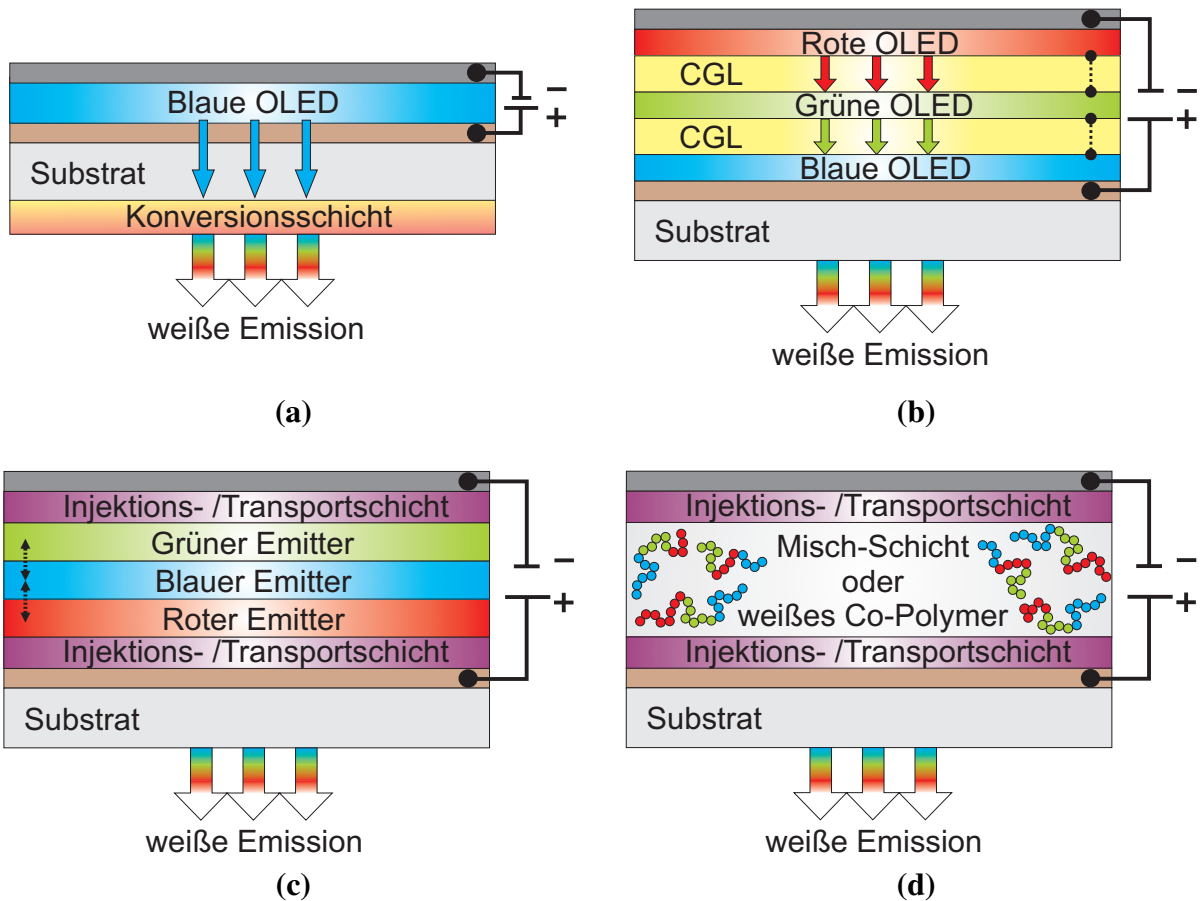 Blaue OLED
–
+
Substrat
Konversionsschicht
weiße Emission
(a)
Rote OLED
CGL
Grüne OLED
CGL
Blaue OLED
–
+
Substrat
weiße Emission
(b)
Injektions- /Transportschicht
Grüner Emitter
Blauer Emitter
Roter Emitter
Injektions- /Transportschicht
–
+
Substrat
weiße Emission
(c)
Injektions- /Transportschicht
Misch-Schicht
oder
weißes Co-Polymer
Injektions- /Transportschicht
–
+
Substrat
weiße Emission
(d)